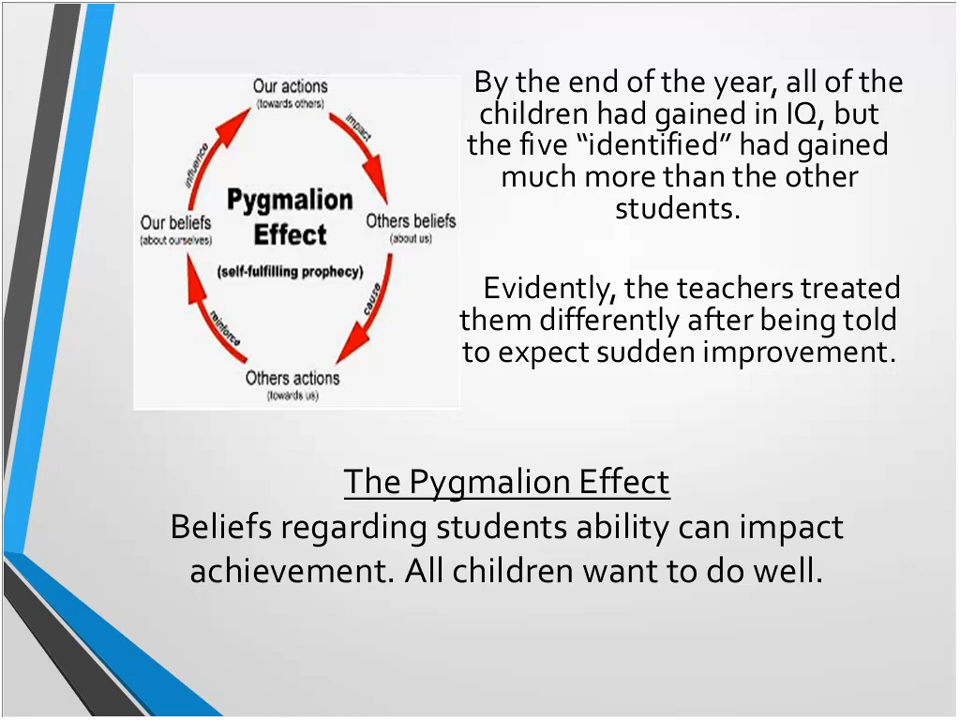 Our actions
(towards others)
impact
Others beliefs
(about us)
cause
Others actions
(towards us)
reinforce
Our beliefs
(about ourselves)
influence
Pygmalion
Effect
(self-fulfilling prophecy)
By the end of the year, all of the
children had gained in IQ, but
the five “identified” had gained
much more than the other
students.
Evidently, the teachers treated
them differently after being told
to expect sudden improvement.
The Pygmalion Effect
Beliefs regarding students ability can impact
achievement. All children want to do well.